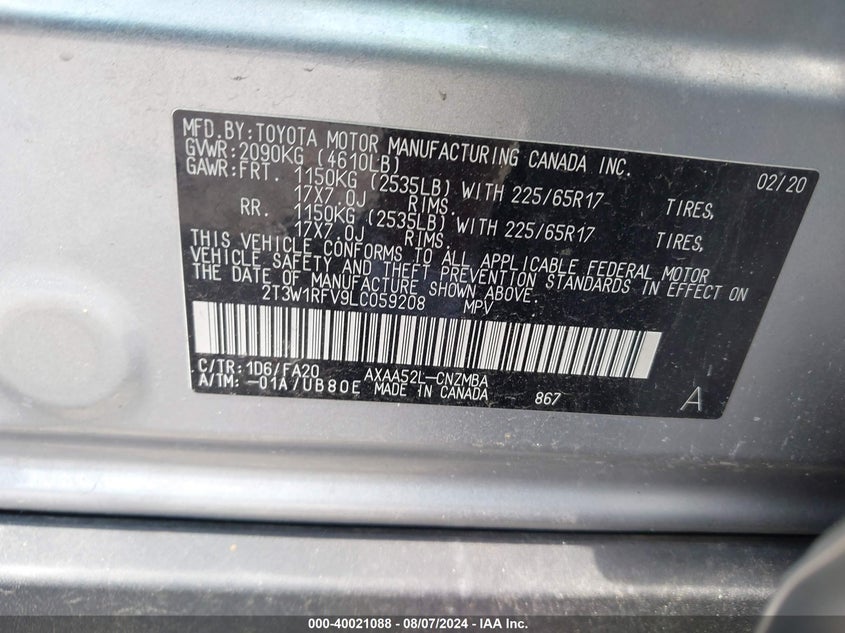 MFD.BY:TOYOTA MOTOR MANUFACTURING CANADA INC.
GVWR:2090KG (4610LB) 02/20
GAWR:FRT. 1150KG (2535LB) WITH 225/65R17 TIRES,
17X7.0J RIMS.
RR. 1150KG (2535LB) WITH 225/65R17 TIRES,
17X7.0J RIMS.
THIS VEHICLE CONFORMS TO ALL APPLICABLE FEDERAL MOTOR
VEHICLE SAFETY AND THEFT PREVENTION STANDARDS IN EFFECT ON
THE DATE OF MANUFACTURE SHOWN ABOVE.
2T3W1RFV9LC059208 MPV
C/TR:1D6/FA20 AXAA52L-CNZMBA
A/TM: -01A/UB80E MADE IN CANADA 867 A
000-40021088 - 08/07/2024 - IAA Inc.